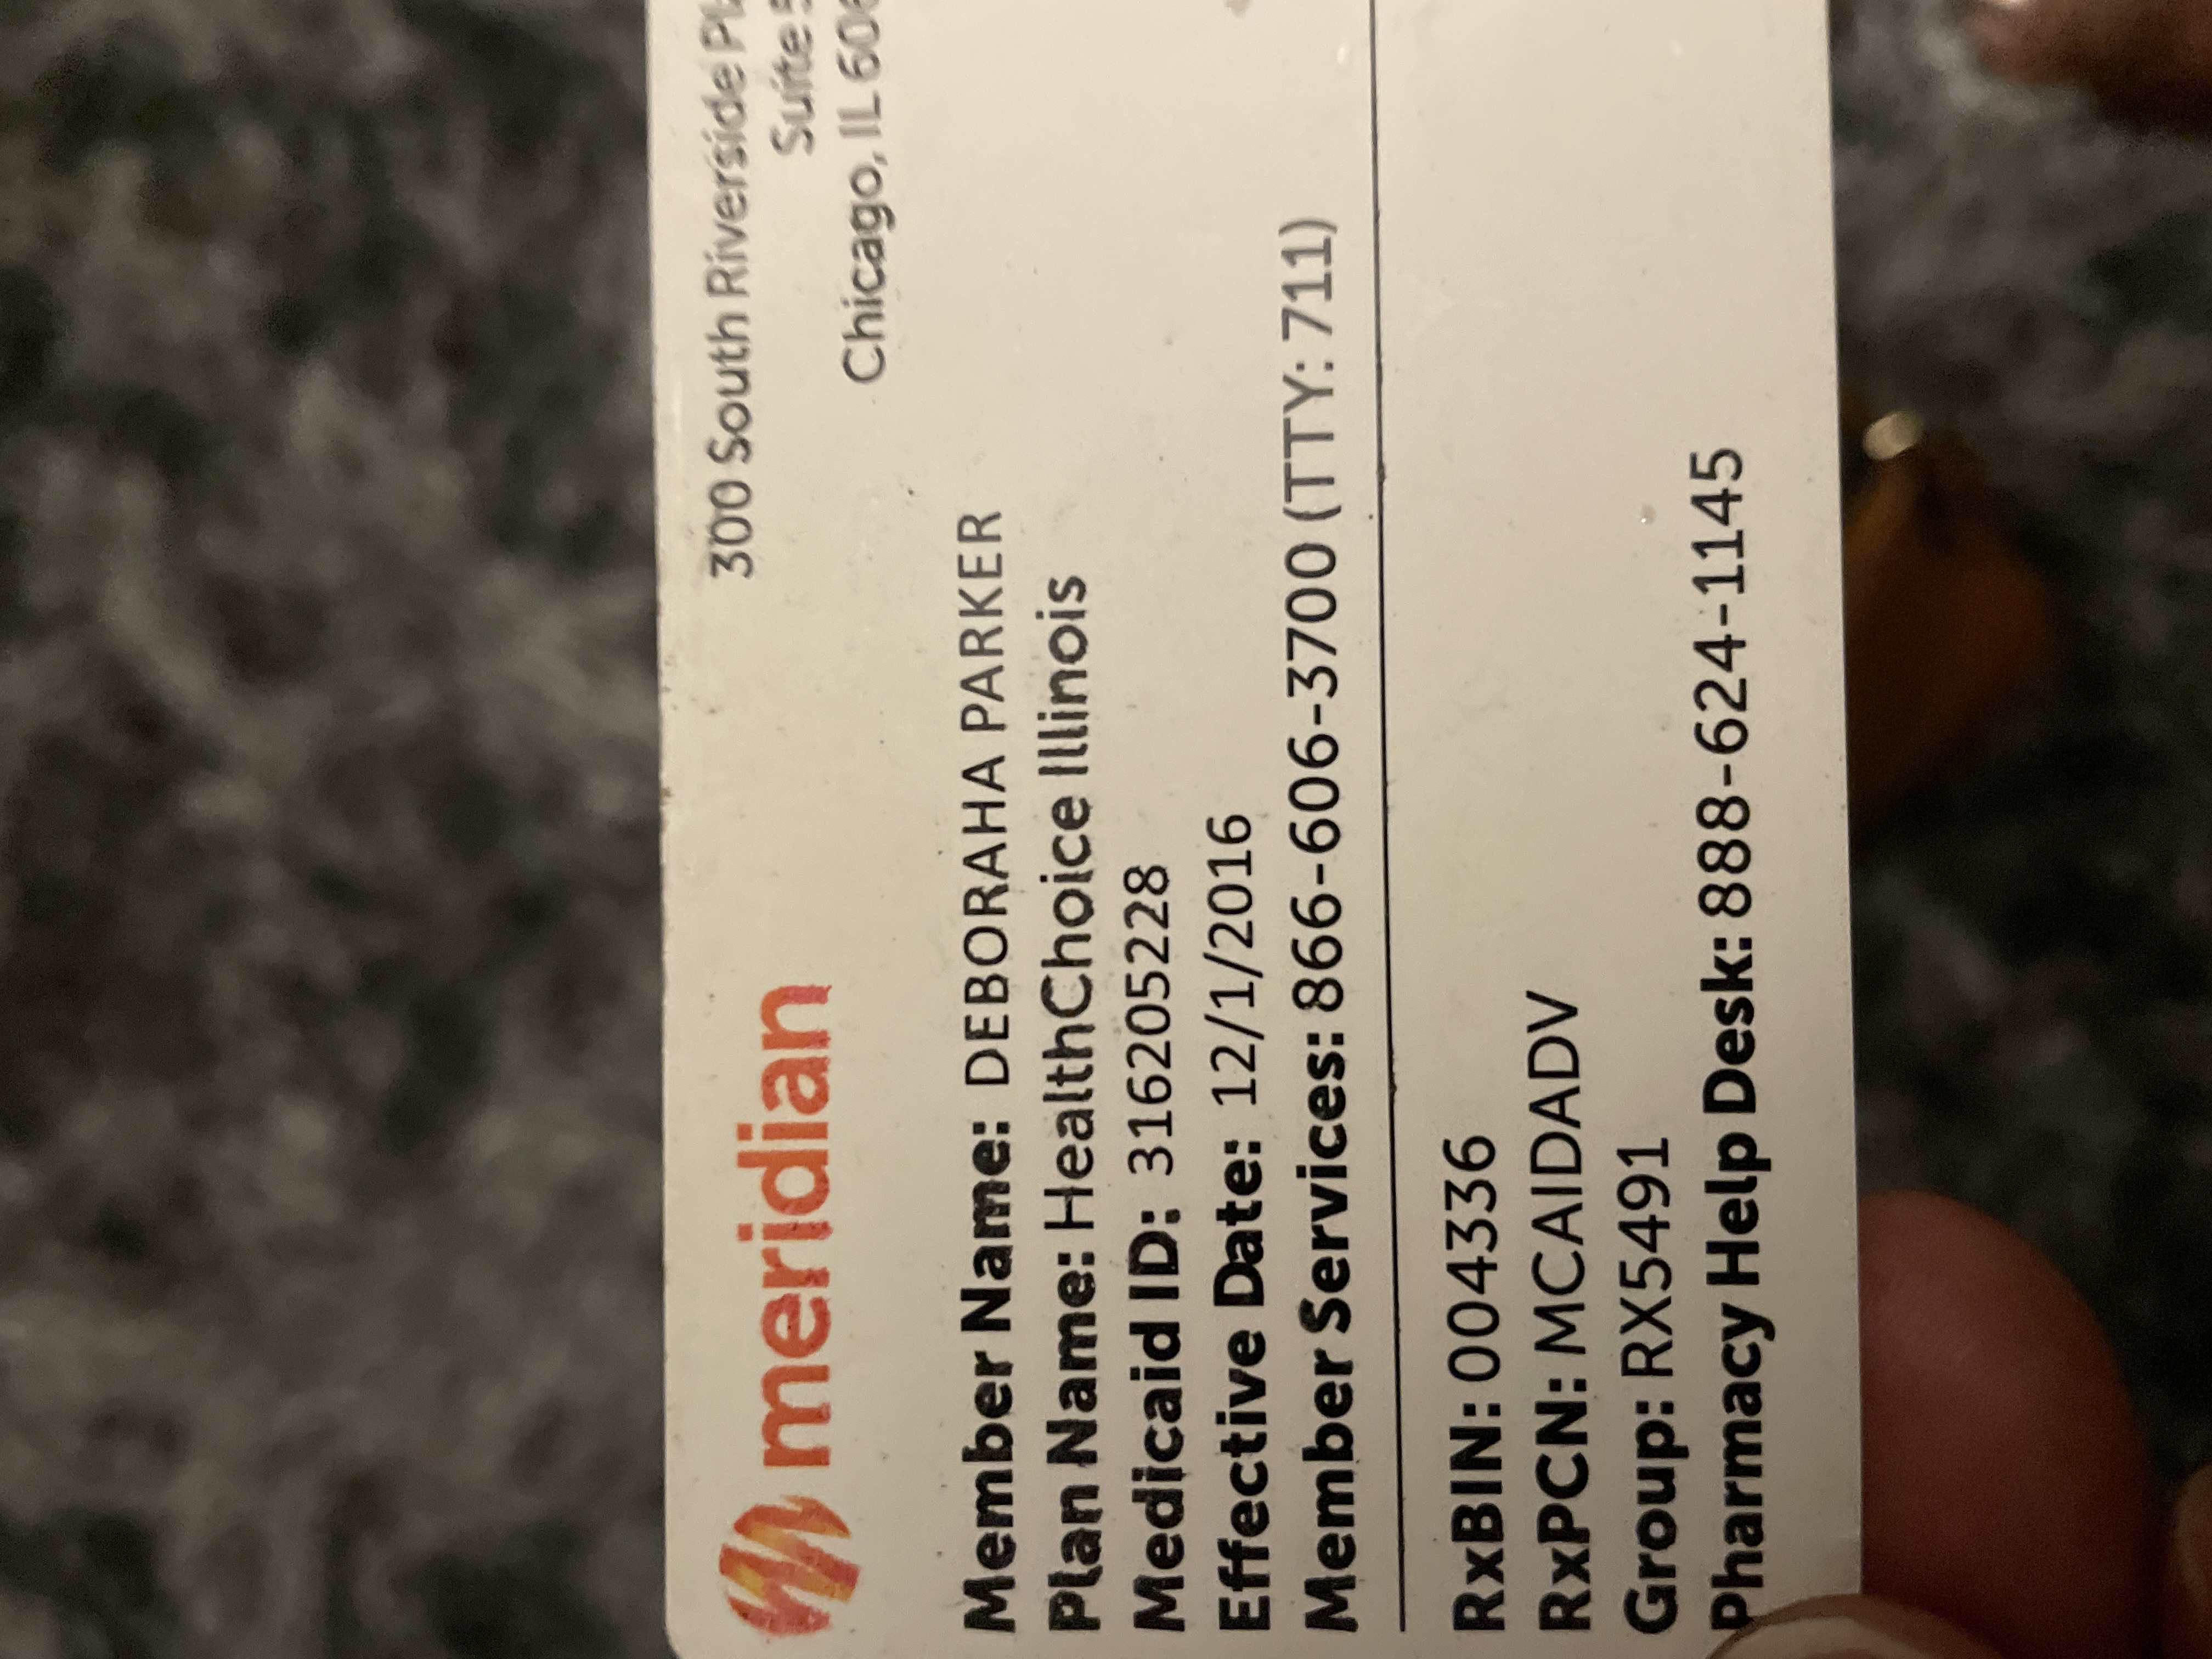 meridian
300 South Riverside
Suite
Chicago, IL
Member Name: DEBORAHA PARKER
Plan Name: HealthChoice Illinois
Medicaid ID: 316205228
Effective Date: 12/1/2016
Member Services: 866-606-3700 (TTY: 711)
RxBIN: 004336
RxPCN: MCAIDADV
Group: RX5491
Pharmacy Help Desk: 888-624-1145